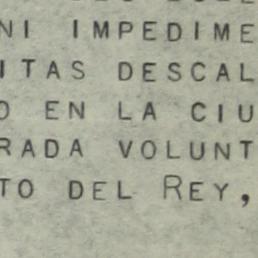 NI IMPEDIME
ITAS DESCAL
O EN LA CIU
RADA VOLUNT
TO DEL REY,